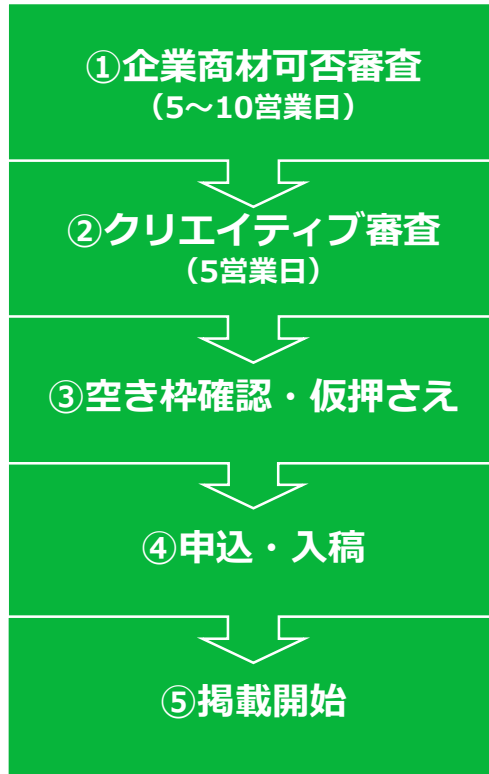 ①企業商材可否審査
（5～10営業日）
②クリエイティブ審査
（5営業日）
③空き枠確認・仮押さえ
④申込・入稿
⑤掲載開始